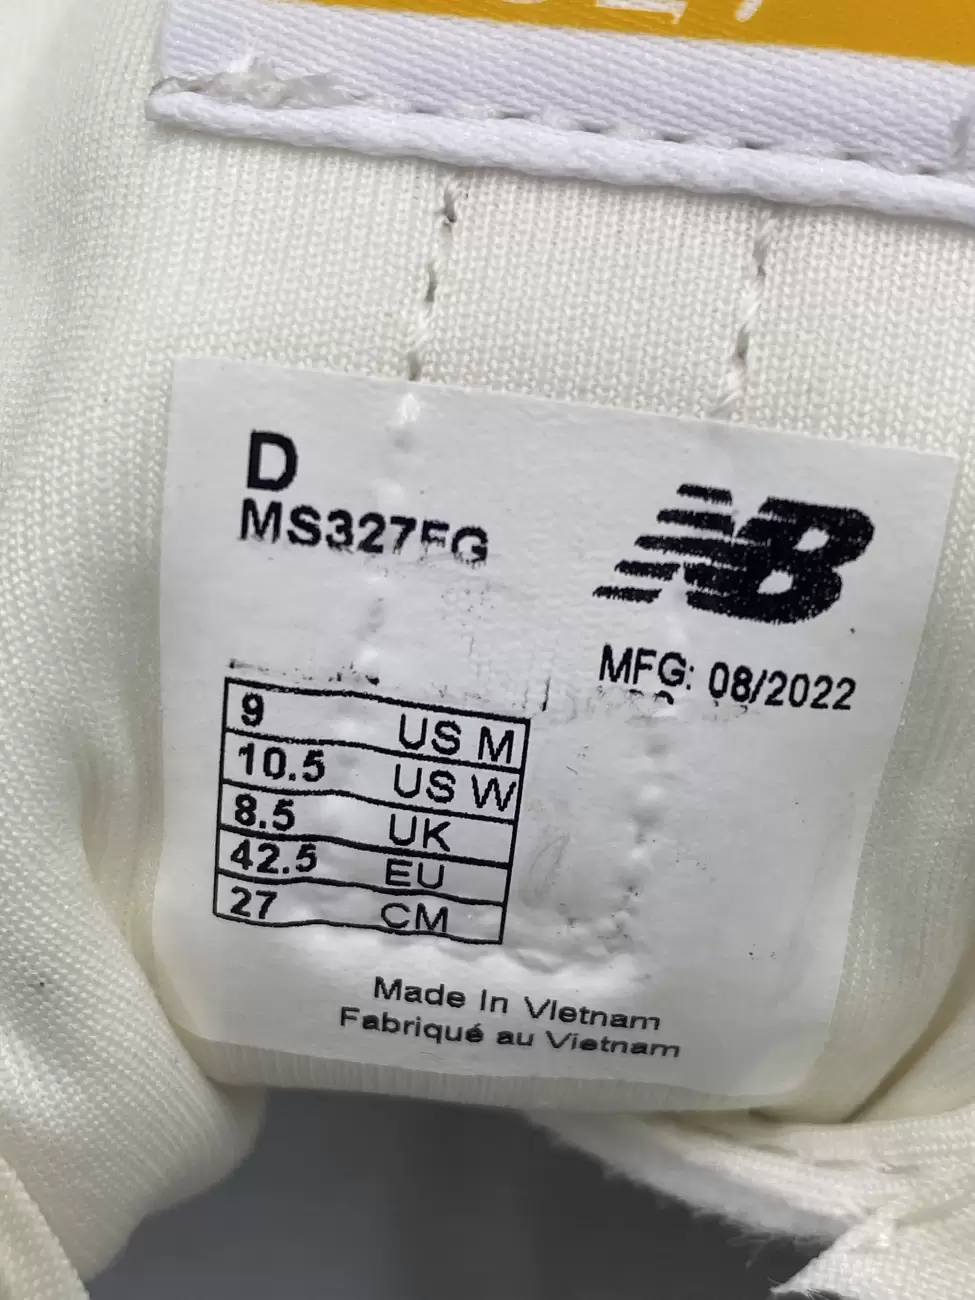 D
MS327FG
NB
MFG: 08/2022
9 US M
10.5 US W
8.5 UK
42.5 EU
27 CM
Made In Vietnam
Fabriqué au Vietnam